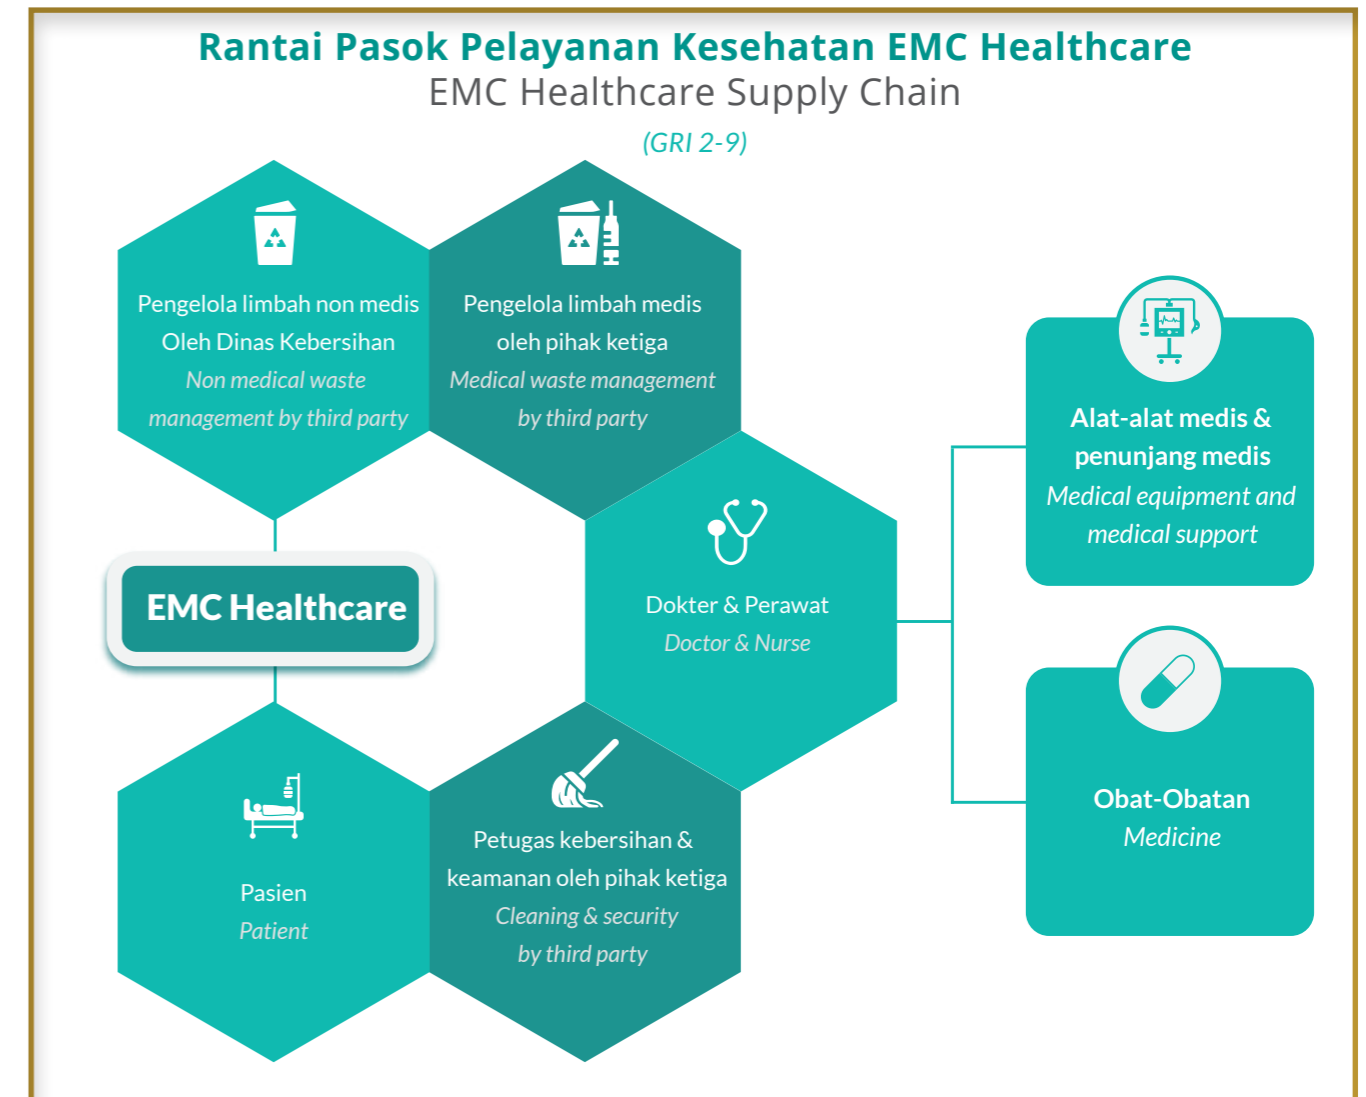 Rantai Pasok Pelayanan Kesehatan EMC Healthcare
EMC Healthcare Supply Chain
(GRI 2-9)
Pengelola limbah non medis
Oleh Dinas Kebersihan
Non medical waste
management by third party
Pengelola limbah medis
oleh pihak ketiga
Medical waste management
by third party
Alat-alat medis &
penunjang medis
Medical equipment and
medical support
EMC Healthcare
Dokter & Perawat
Doctor & Nurse
Pasien
Patient
Petugas kebersihan &
keamanan oleh pihak ketiga
Cleaning & security
by third party
Obat-Obatan
Medicine